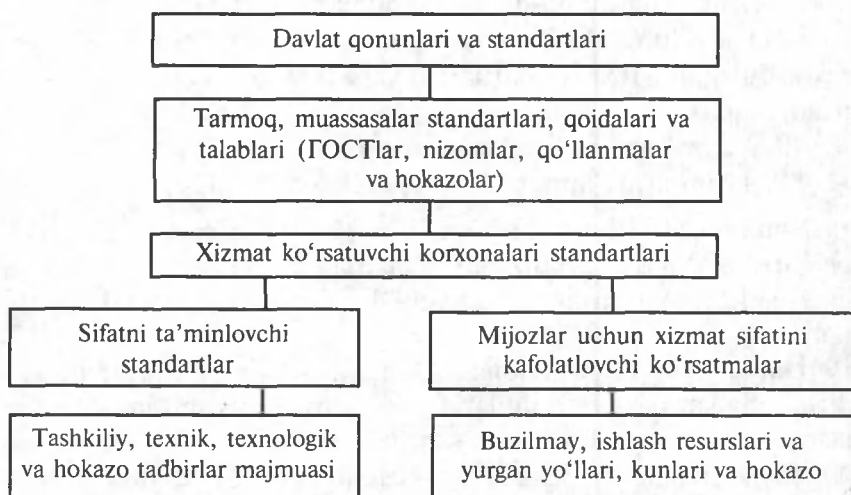 Davlat qonunlari va standartlari
Tarmoq, muassasalar standartlari, qoidalari va
talablari (ГОСТlar, nizomlar, qo'llanmalar
va hokazolar)
Xizmat ko'rsatuvchi korxonalari standartlari
Sifatni ta'minlovchi
standartlar
Mijozlar uchun xizmat sifatini
kafolatlovchi ko'rsatmalar
Tashkiliy, texnik, texnologik
va hokazo tadbirlar majmuasi
Buzilmay, ishlash resurslari va
yurgan yo'llari, kunlari va hokazo